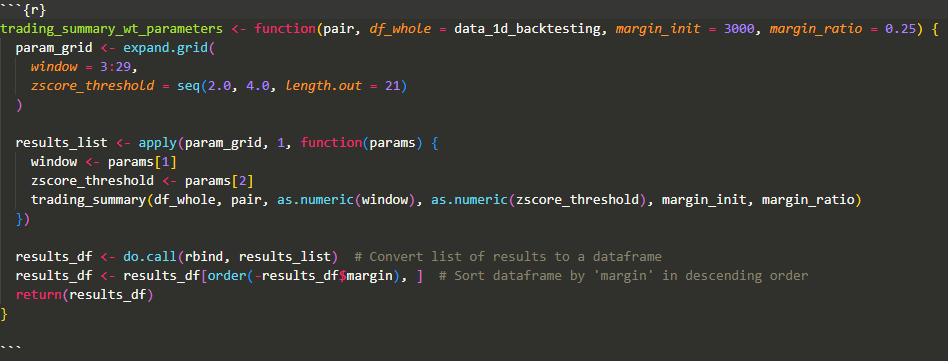 ```{r}
trading_summary_wt_parameters <- function(pair, df_whole = data_1d_backtesting, margin_init = 3000, margin_ratio = 0.25) {
  param_grid <- expand.grid(
    window = 3:29,
    zscore_threshold = seq(2.0, 4.0, length.out = 21)
  )

  results_list <- apply(param_grid, 1, function(params) {
    window <- params[1]
    zscore_threshold <- params[2]
    trading_summary(df_whole, pair, as.numeric(window), as.numeric(zscore_threshold), margin_init, margin_ratio)
  })

  results_df <- do.call(rbind, results_list)  # Convert list of results to a dataframe
  results_df <- results_df[order(-results_df$margin), ]  # Sort dataframe by 'margin' in descending order
  return(results_df)
}

```